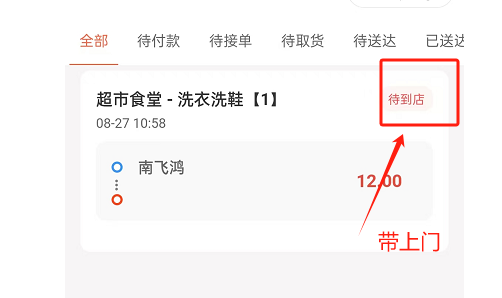 全部 待付款 待接单 待取货 待送达 已送达
超市食堂 - 洗衣洗鞋【1】 待到店
08-27 10:58
南飞鸿
12.00
带上门